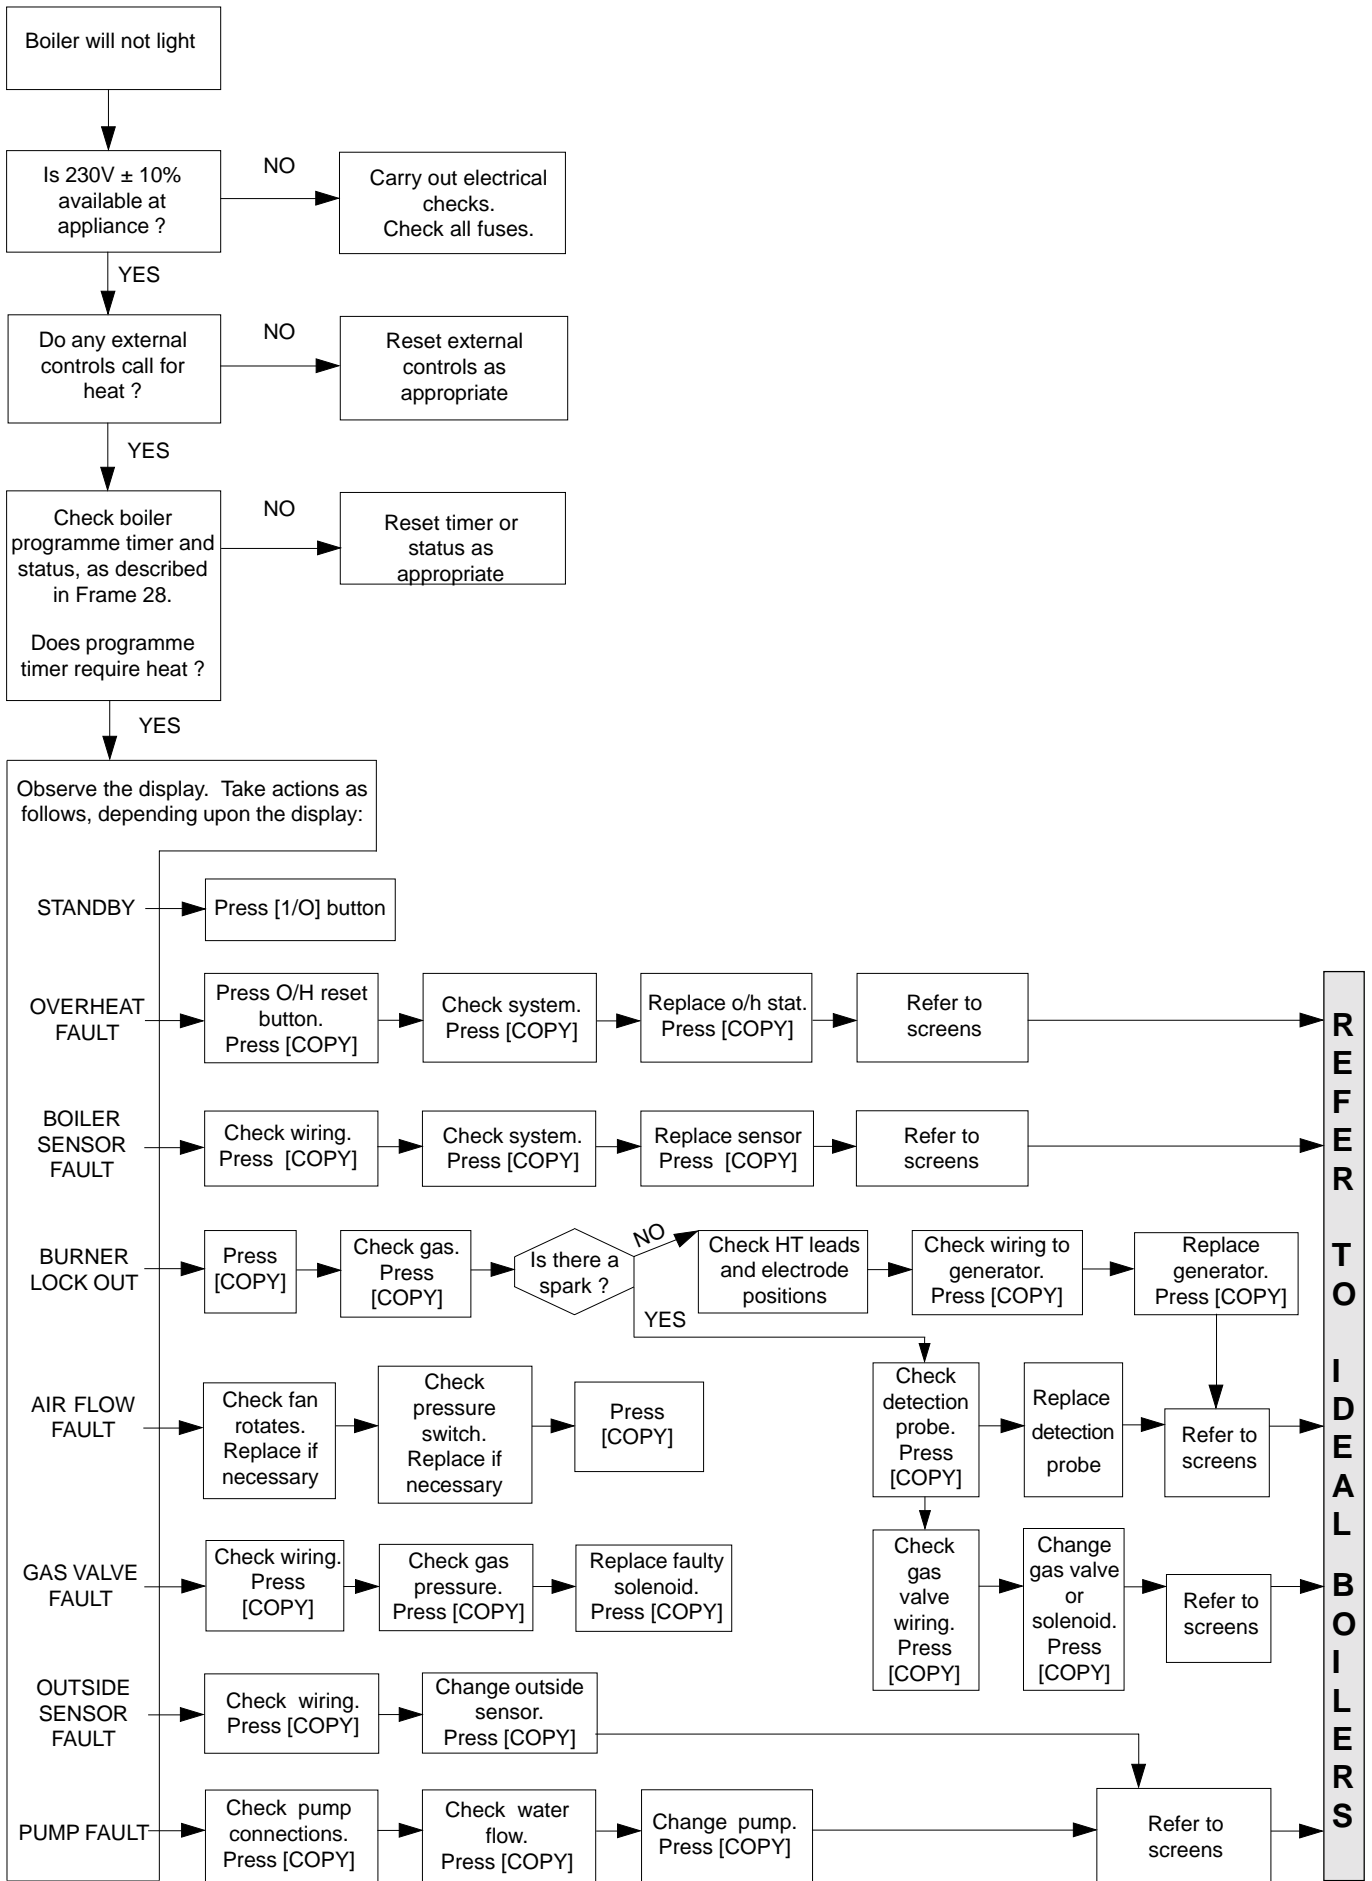 Boiler will not light
Is 230V ± 10%
available at
appliance ?
NO
Carry out electrical
checks.
Check all fuses.
YES
Do any external
controls call for
heat ?
NO
Reset external
controls as
appropriate
YES
Check boiler
programme timer and
status, as described
in Frame 28.
Does programme
timer require heat ?
NO
Reset timer or
status as
appropriate
YES
Observe the display. Take actions as
follows, depending upon the display:
STANDBY
Press [1/O] button
OVERHEAT
FAULT
Press O/H reset
button.
Press [COPY]
Check system.
Press [COPY]
Replace o/h stat.
Press [COPY]
Refer to
screens
BOILER
SENSOR
FAULT
Check wiring.
Press [COPY]
Check system.
Press [COPY]
Replace sensor
Press [COPY]
Refer to
screens
BURNER
LOCK OUT
Press
[COPY]
Check gas.
Press
[COPY]
Is there a
spark ?
NO
Check HT leads
and electrode
positions
Check wiring to
generator.
Press [COPY]
Replace
generator.
Press [COPY]
YES
Check
detection
probe.
Press
[COPY]
Replace
detection
probe
Refer to
screens
AIR FLOW
FAULT
Check fan
rotates.
Replace if
necessary
Check
pressure
switch.
Replace if
necessary
Press
[COPY]
Check
gas
valve
wiring.
Press
[COPY]
Change
gas valve
or
solenoid.
Press
[COPY]
Refer to
screens
GAS VALVE
FAULT
Check wiring.
Press
[COPY]
Check gas
pressure.
Press [COPY]
Replace faulty
solenoid.
Press [COPY]
OUTSIDE
SENSOR
FAULT
Check wiring.
Press [COPY]
Change outside
sensor.
Press [COPY]
PUMP FAULT
Check pump
connections.
Press [COPY]
Check water
flow.
Press [COPY]
Change pump.
Press [COPY]
Refer to
screens
REFER TO IDEAL BOILERS